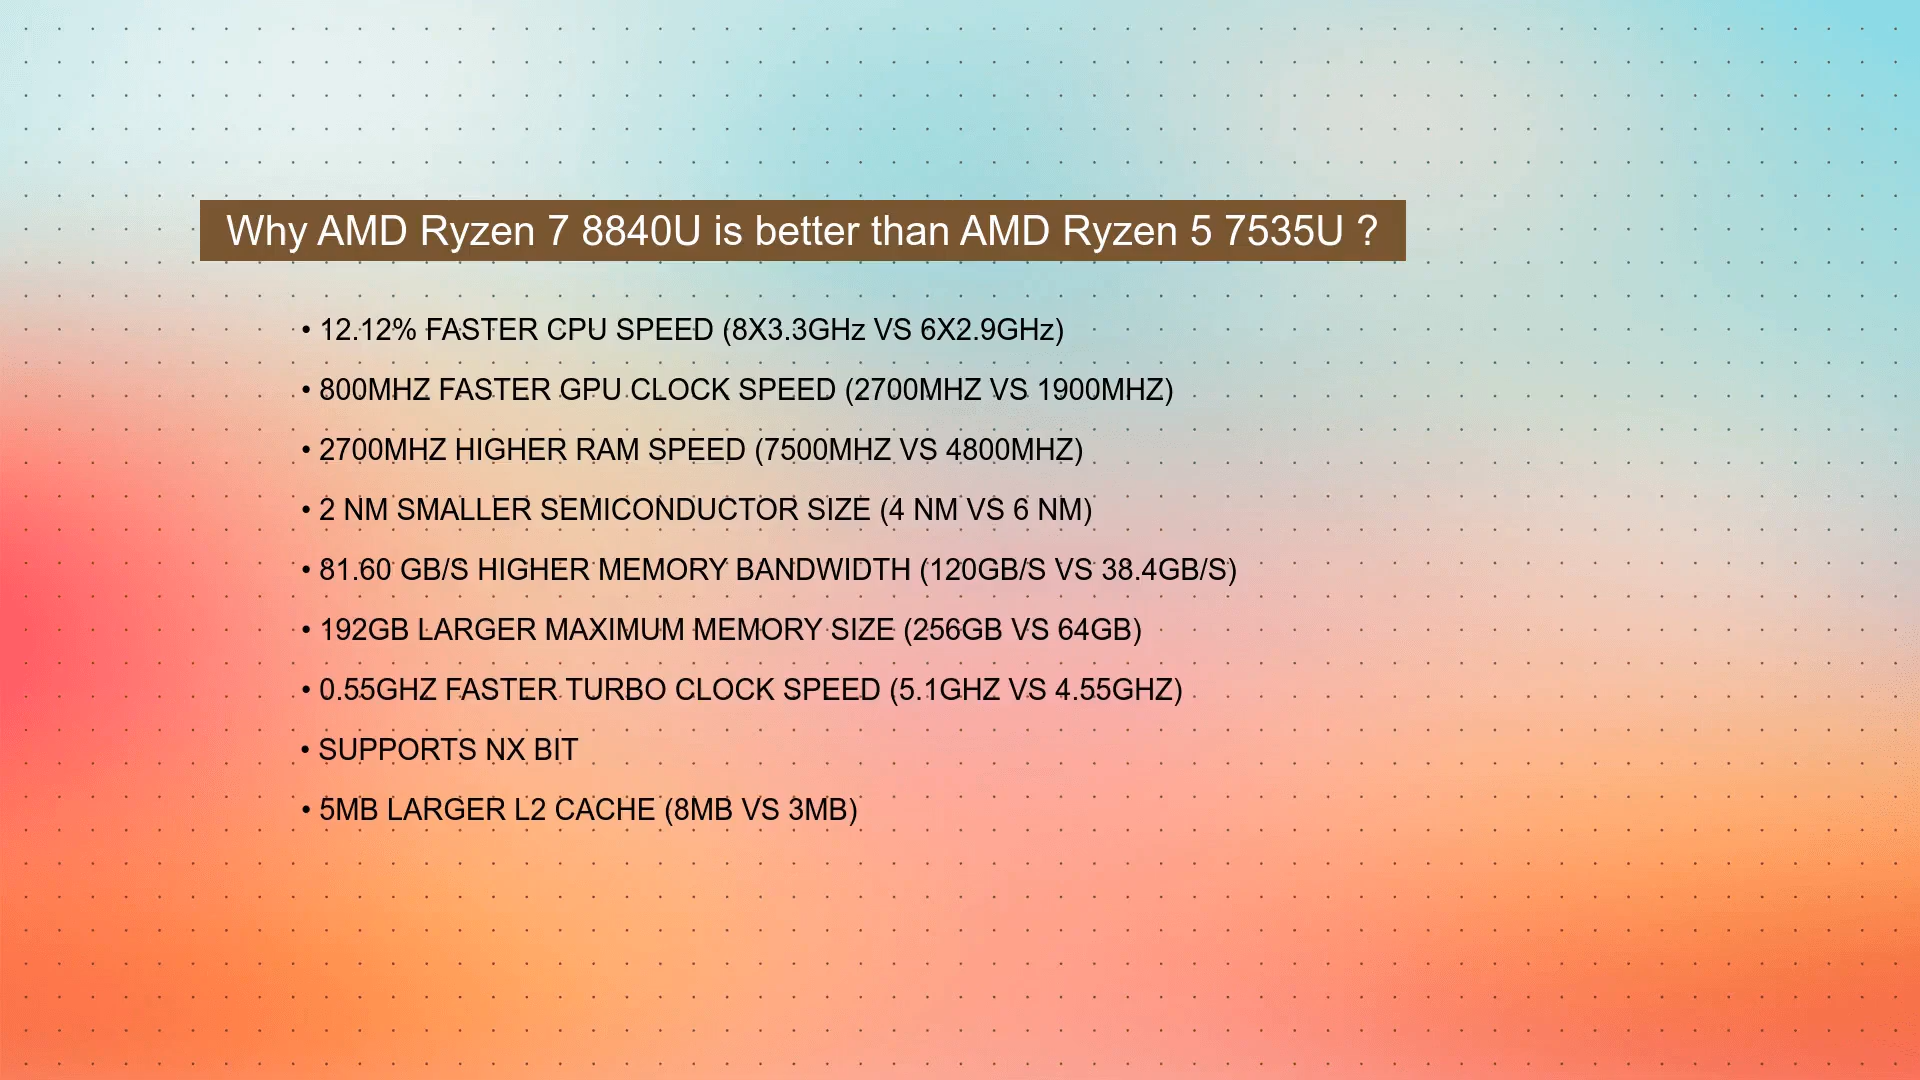 Why AMD Ryzen 7 8840U is better than AMD Ryzen 5 7535U ?
• 12.12% FASTER CPU SPEED (8X3.3GHz VS 6X2.9GHz)
• 800MHZ FASTER GPU CLOCK SPEED (2700MHZ VS 1900MHZ)
• 2700MHZ HIGHER RAM SPEED (7500MHZ VS 4800MHZ)
• 2 NM SMALLER SEMICONDUCTOR SIZE (4 NM VS 6 NM)
• 81.60 GB/S HIGHER MEMORY BANDWIDTH (120GB/S VS 38.4GB/S)
• 192GB LARGER MAXIMUM MEMORY SIZE (256GB VS 64GB)
• 0.55GHZ FASTER TURBO CLOCK SPEED (5.1GHZ VS 4.55GHZ)
• SUPPORTS NX BIT
• 5MB LARGER L2 CACHE (8MB VS 3MB)